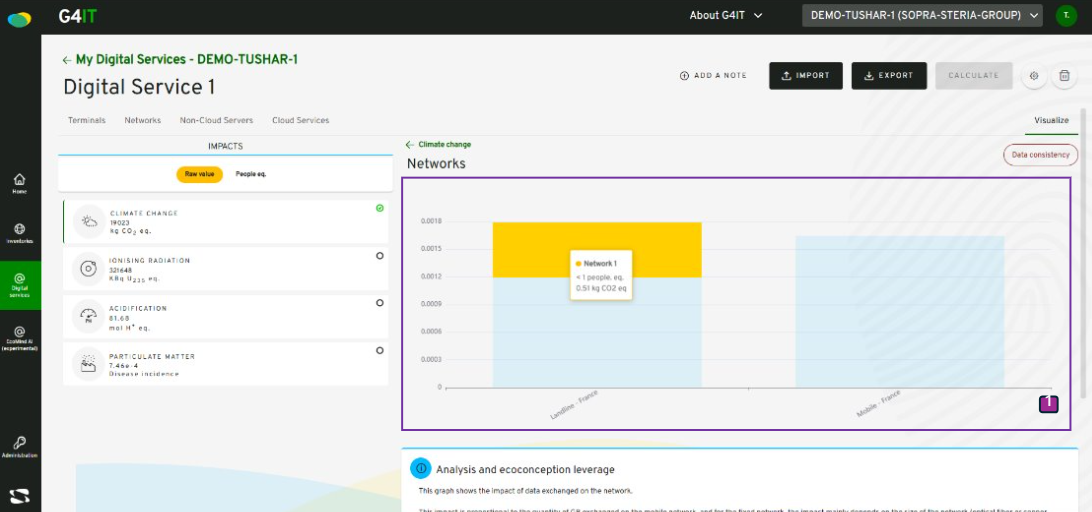 G4IT
About G4IT
DEMO-TUSHAR-1 (SOPRA-STERIA-GROUP)
T.
← My Digital Services - DEMO-TUSHAR-1
Digital Service 1
ADD A NOTE
IMPORT
EXPORT
CALCULATE
Terminals
Networks
Non-Cloud Servers
Cloud Services
Visualize
Home
Inventories
Digital services
EcoMind AI (experimental)
Administration
IMPACTS
Raw value
People eq.
CLIMATE CHANGE
19023
kg CO2 eq.
IONISING RADIATION
321648
KBq U235 eq.
ACIDIFICATION
81.68
mol H+ eq.
PARTICULATE MATTER
7.46e-4
Disease incidence
← Climate change
Networks
Data consistency
0.0018
0.0015
0.0012
0.0009
0.0006
0.0003
0
Network 1
< 1 people. eq.
0.51 kg CO2 eq
Landline - France
Mobile - France
1
Analysis and ecoconception leverage
This graph shows the impact of data exchanged on the network.